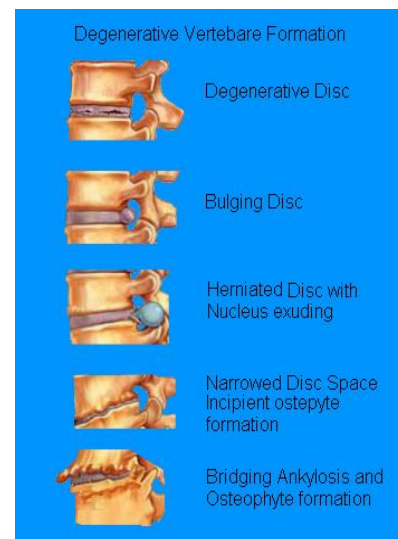 Degenerative Vertebare Formation
Degenerative Disc
Bulging Disc
Herniated Disc with
Nucleus exuding
Narrowed Disc Space
Incipient ostepyte
formation
Bridging Ankylosis and
Osteophyte formation